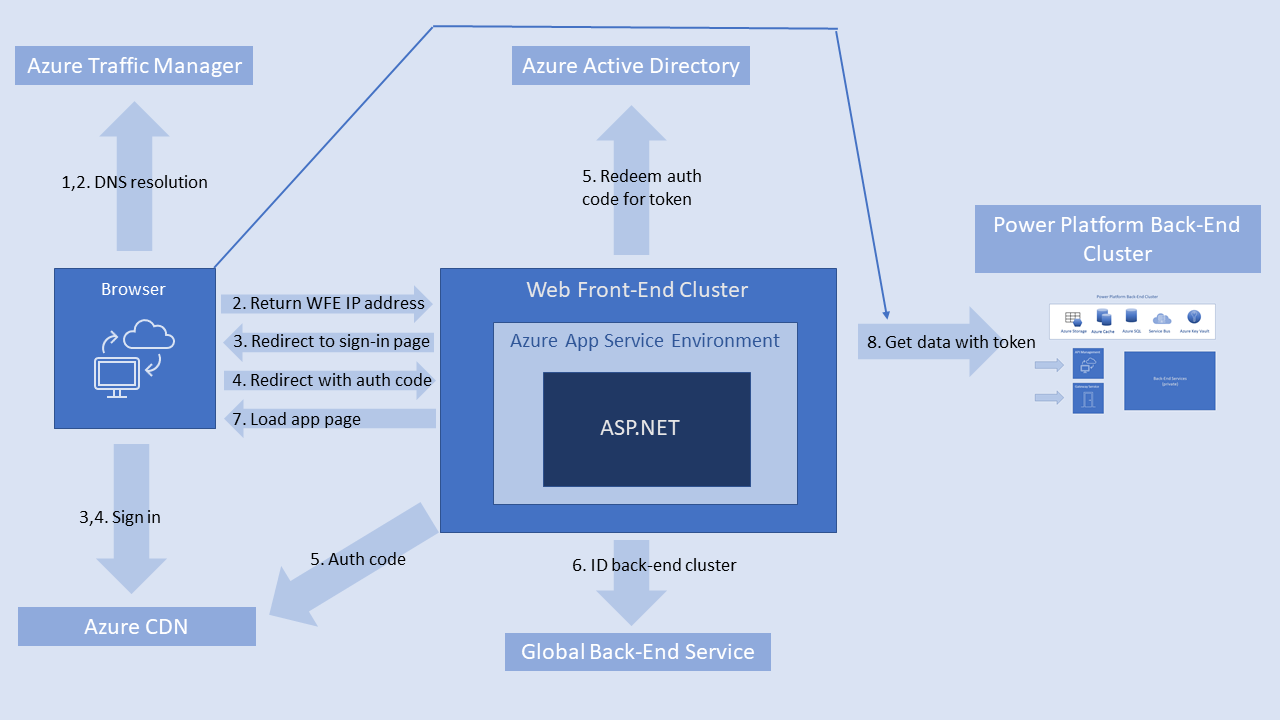 Azure Traffic Manager
Azure Active Directory
1,2. DNS resolution
5. Redeem auth
code for token
Power Platform Back-End
Cluster
Browser
Web Front-End Cluster
2. Return WFE IP address
3. Redirect to sign-in page
4. Redirect with auth code
7. Load app page
Azure App Service Environment
ASP.NET
8. Get data with token
Power Platform Back-End Cluster
Azure Storage
Azure Cache
Azure SQL
Service Bus
Azure Key Vault
API Management
Back-End Services
(private)
3,4. Sign in
5. Auth code
6. ID back-end cluster
Azure CDN
Global Back-End Service